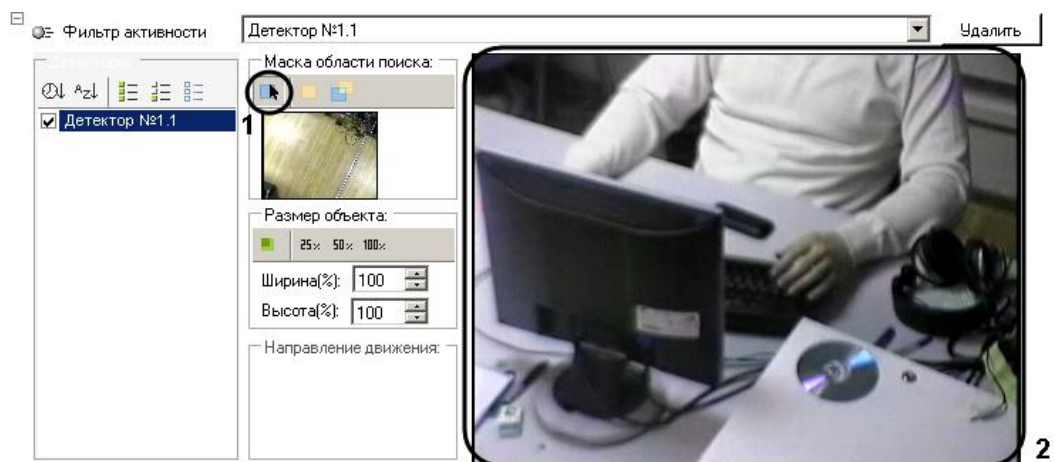 Фильтр активности
Детектор №1.1
Удалить
Детекторы:
Детектор №1.1
Маска области поиска:
1
Размер объекта:
25% 50% 100%
Ширина(%): 100
Высота(%): 100
Направление движения:
2